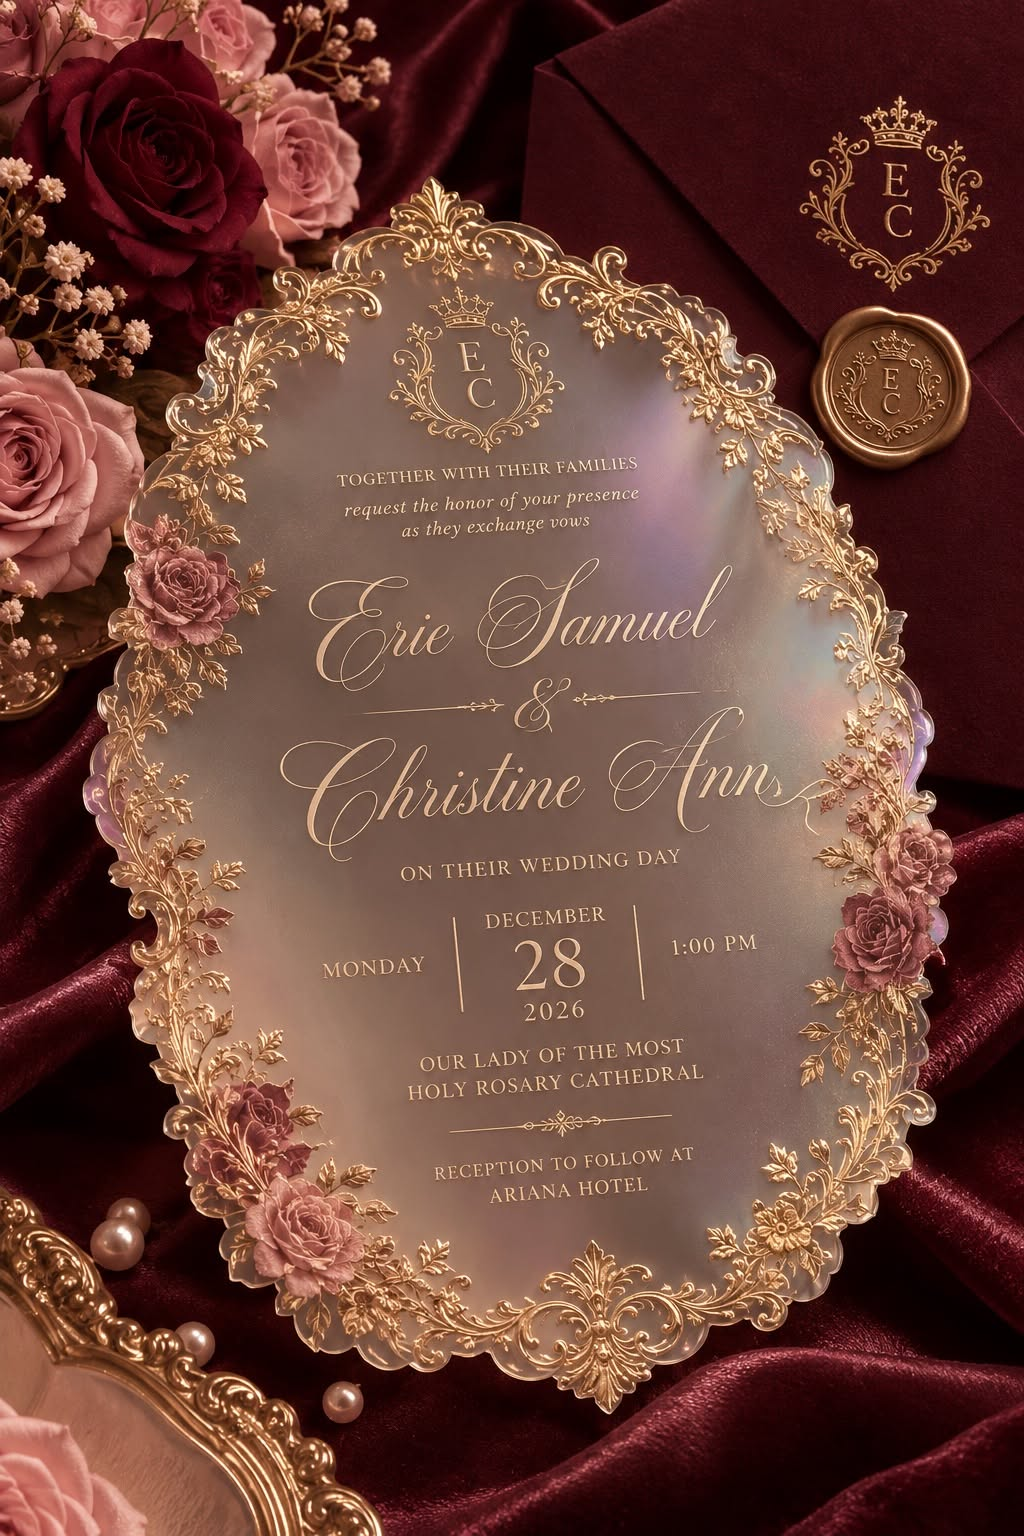 E
C
E
C
E
C
TOGETHER WITH THEIR FAMILIES
request the honor of your presence
as they exchange vows
Eric Samuel
&
Christine Ann
ON THEIR WEDDING DAY
MONDAY
DECEMBER
28
2026
1:00 PM
OUR LADY OF THE MOST
HOLY ROSARY CATHEDRAL
RECEPTION TO FOLLOW AT
ARIANA HOTEL